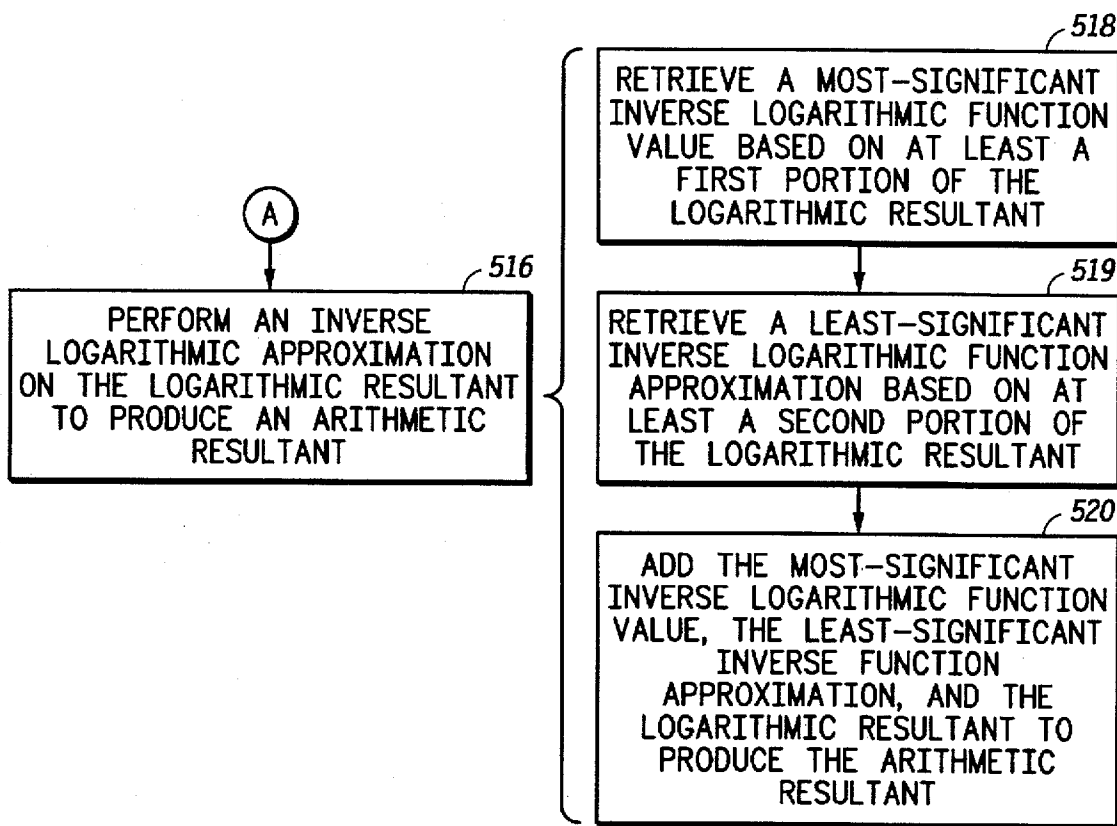 A
516
PERFORM AN INVERSE
LOGARITHMIC APPROXIMATION
ON THE LOGARITHMIC RESULTANT
TO PRODUCE AN ARITHMETIC
RESULTANT
518
RETRIEVE A MOST–SIGNIFICANT
INVERSE LOGARITHMIC FUNCTION
VALUE BASED ON AT LEAST A
FIRST PORTION OF THE
LOGARITHMIC RESULTANT
519
RETRIEVE A LEAST–SIGNIFICANT
INVERSE LOGARITHMIC FUNCTION
APPROXIMATION BASED ON AT
LEAST A SECOND PORTION OF
THE LOGARITHMIC RESULTANT
520
ADD THE MOST–SIGNIFICANT
INVERSE LOGARITHMIC FUNCTION
VALUE, THE LEAST–SIGNIFICANT
INVERSE FUNCTION
APPROXIMATION, AND THE
LOGARITHMIC RESULTANT TO
PRODUCE THE ARITHMETIC
RESULTANT